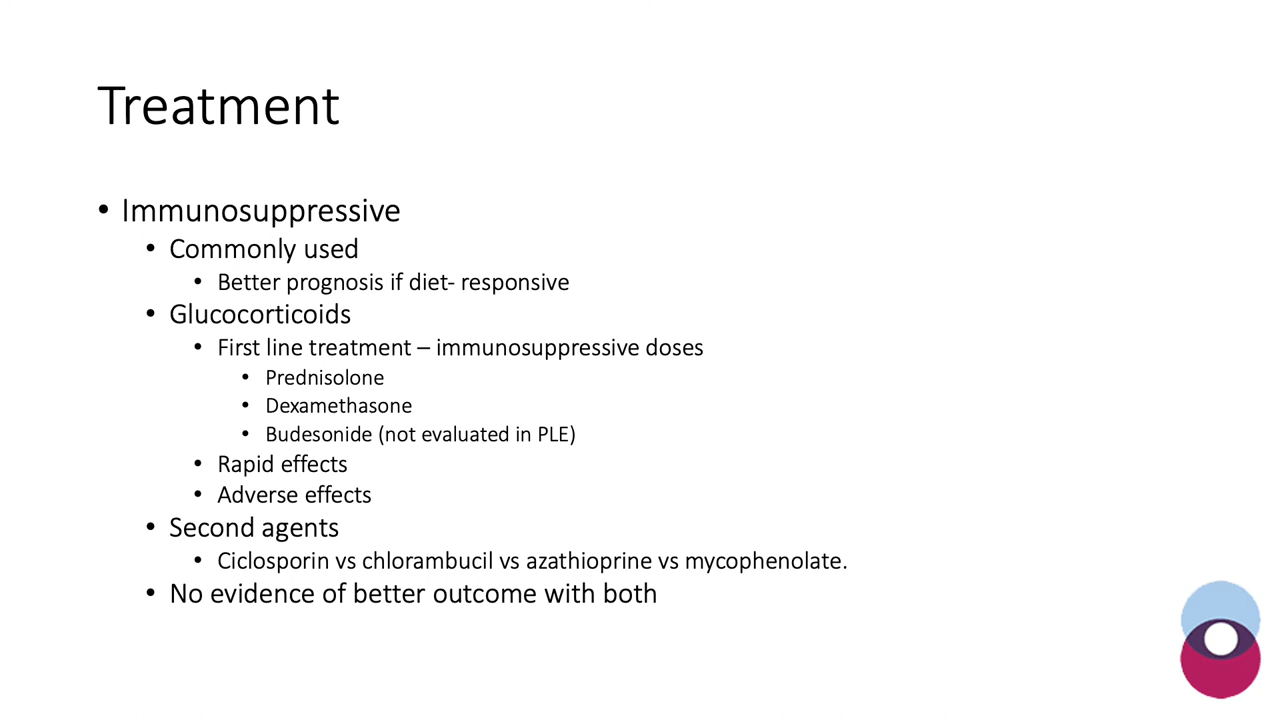 Treatment
• Immunosuppressive
• Commonly used
• Better prognosis if diet- responsive
• Glucocorticoids
• First line treatment – immunosuppressive doses
• Prednisolone
• Dexamethasone
• Budesonide (not evaluated in PLE)
• Rapid effects
• Adverse effects
• Second agents
• Ciclosporin vs chlorambucil vs azathioprine vs mycophenolate.
• No evidence of better outcome with both